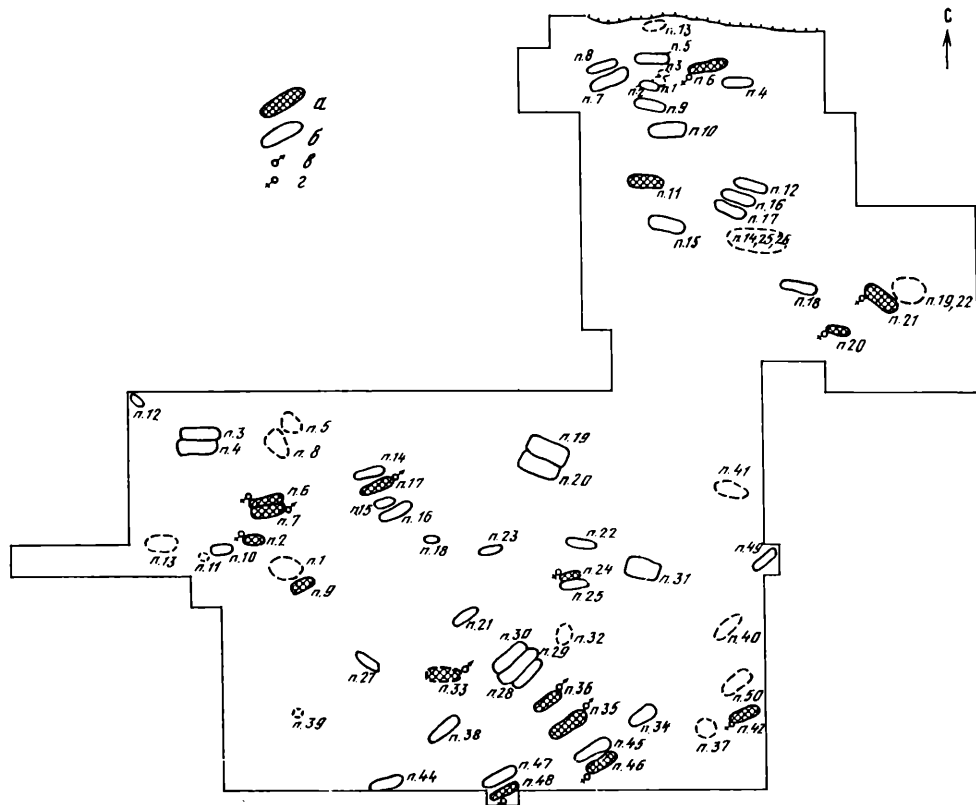 С
п.13
п.5
п.8
п.3
п.6
п.7
п.2
п.1
п.4
п.9
п.10
а
б
в
г
п.11
п.12
п.16
п.17
п.15
п.14,25,26
п.18
п.19,22
п.21
п.20
п.12
п.3
п.4
п.5
п.8
п.14
п.17
п.19
п.20
п.41
п.6
п.7
п.15
п.16
п.2
п.18
п.23
п.22
п.13
п.11
п.10
п.1
п.9
п.24
п.25
п.31
п.49
п.21
п.30
п.29
п.32
п.40
п.27
п.33
п.28
п.36
п.35
п.50
п.39
п.38
п.34
п.37
п.42
п.45
п.46
п.44
п.47
п.48